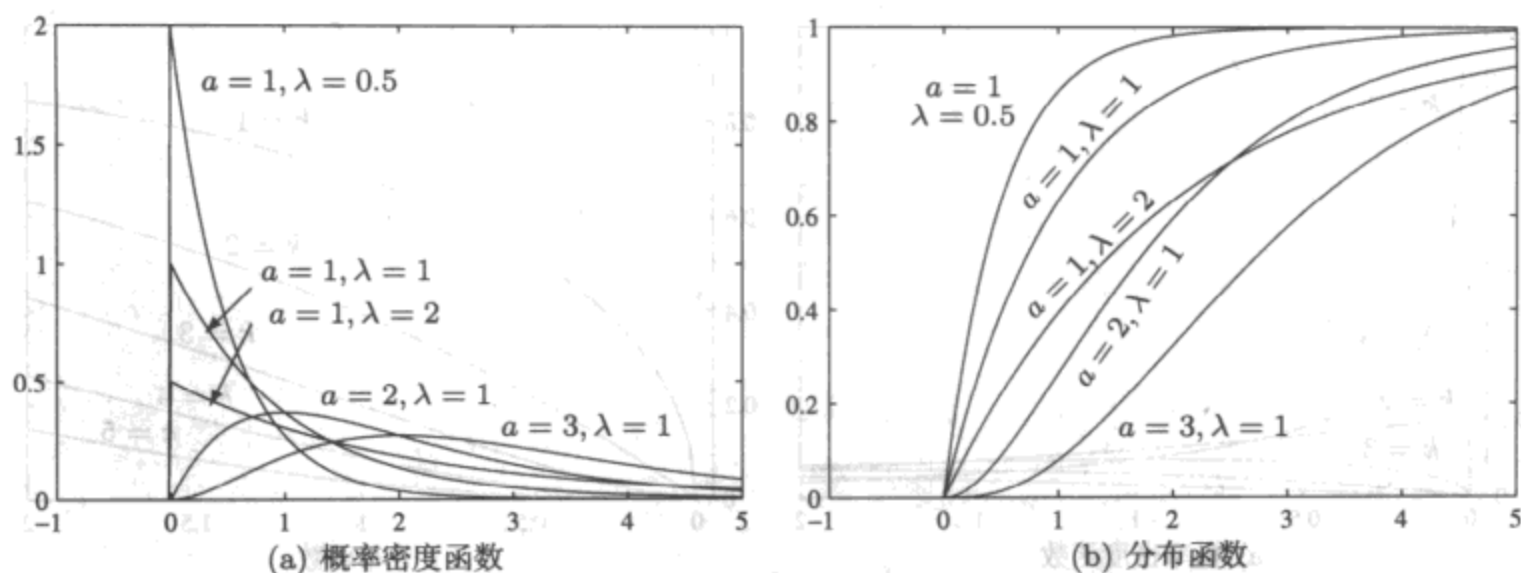 2
1.5
1
0.5
0
-1
0
1
2
3
4
5
a = 1, λ = 0.5
a = 1, λ = 1
a = 1, λ = 2
a = 2, λ = 1
a = 3, λ = 1
(a) 概率密度函数
1
0.8
0.6
0.4
0.2
0
-1
0
1
2
3
4
5
a = 1
λ = 0.5
a = 1, λ = 1
a = 1, λ = 2
a = 2, λ = 1
a = 3, λ = 1
(b) 分布函数